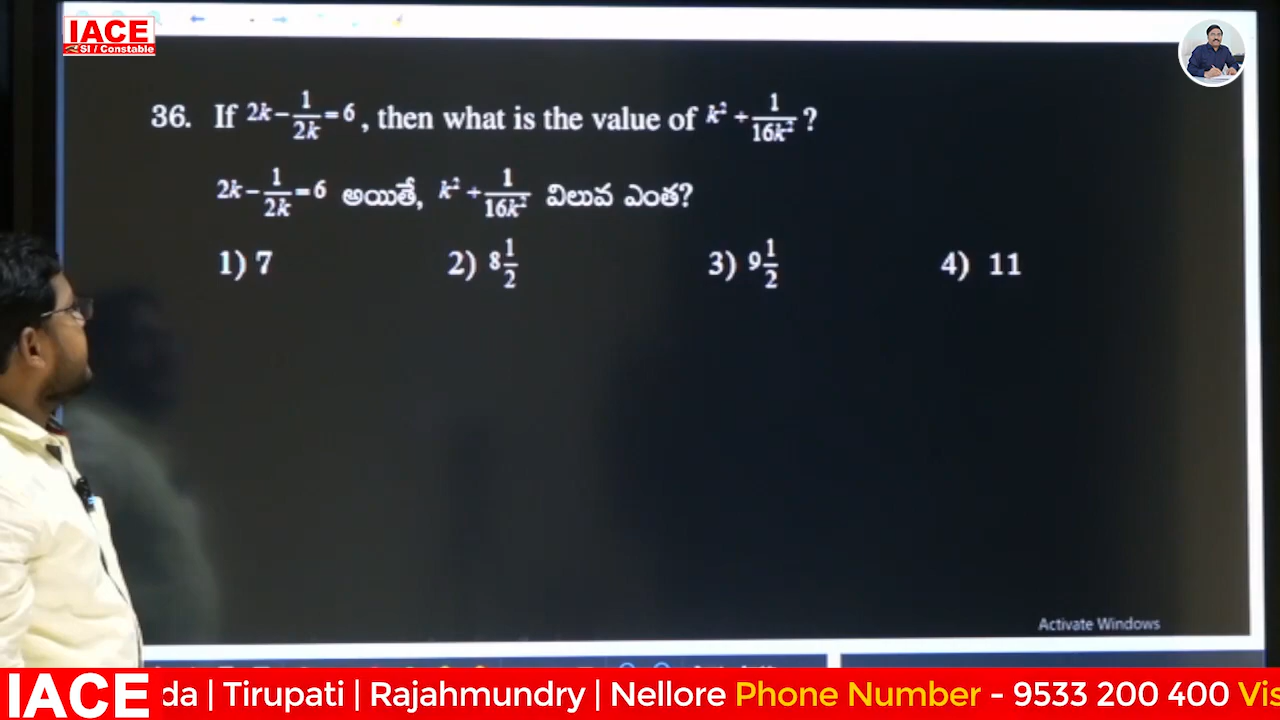 IACE
SI / Constable
36. If 2k − 1/2k = 6, then what is the value of k² + 1/16k² ?
2k − 1/2k = 6 అయితే, k² + 1/16k² విలువ ఎంత?
1) 7 2) 8 1/2 3) 9 1/2 4) 11
Activate Windows
IACE da | Tirupati | Rajahmundry | Nellore Phone Number - 9533 200 400 Vis